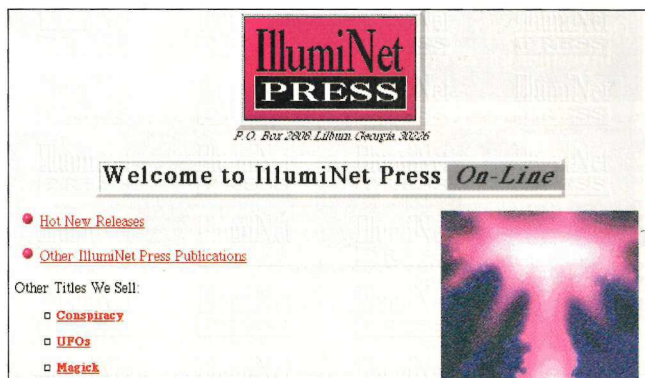 IllumiNet
PRESS
P.O. Box 2808, Lilburn, Georgia 30226
Welcome to IllumiNet Press On-Line
Hot New Releases
Other IllumiNet Press Publications
Other Titles We Sell:
Conspiracy
UFOs
Magick